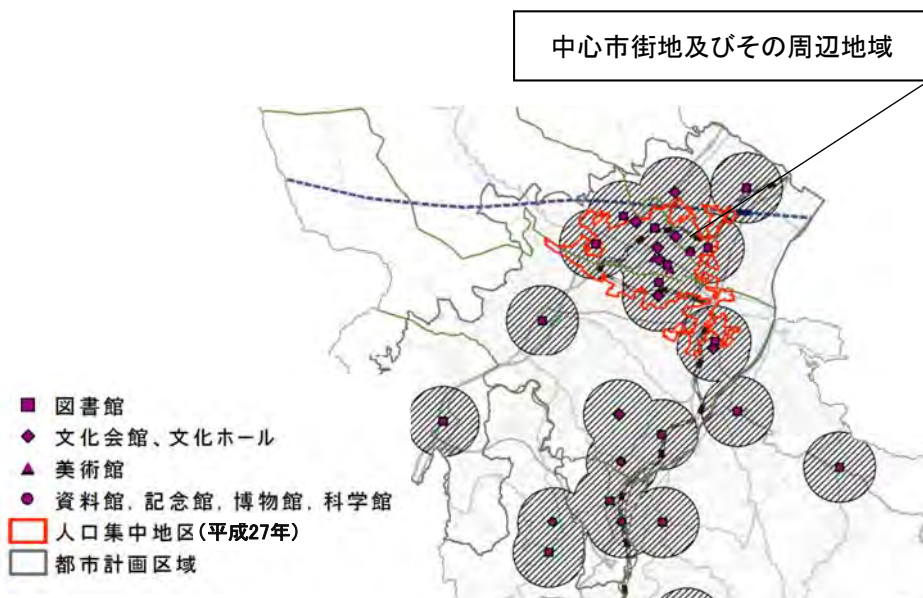 中心市街地及びその周辺地域
図書館
文化会館、文化ホール
美術館
資料館，記念館，博物館，科学館
人口集中地区(平成27年)
都市計画区域